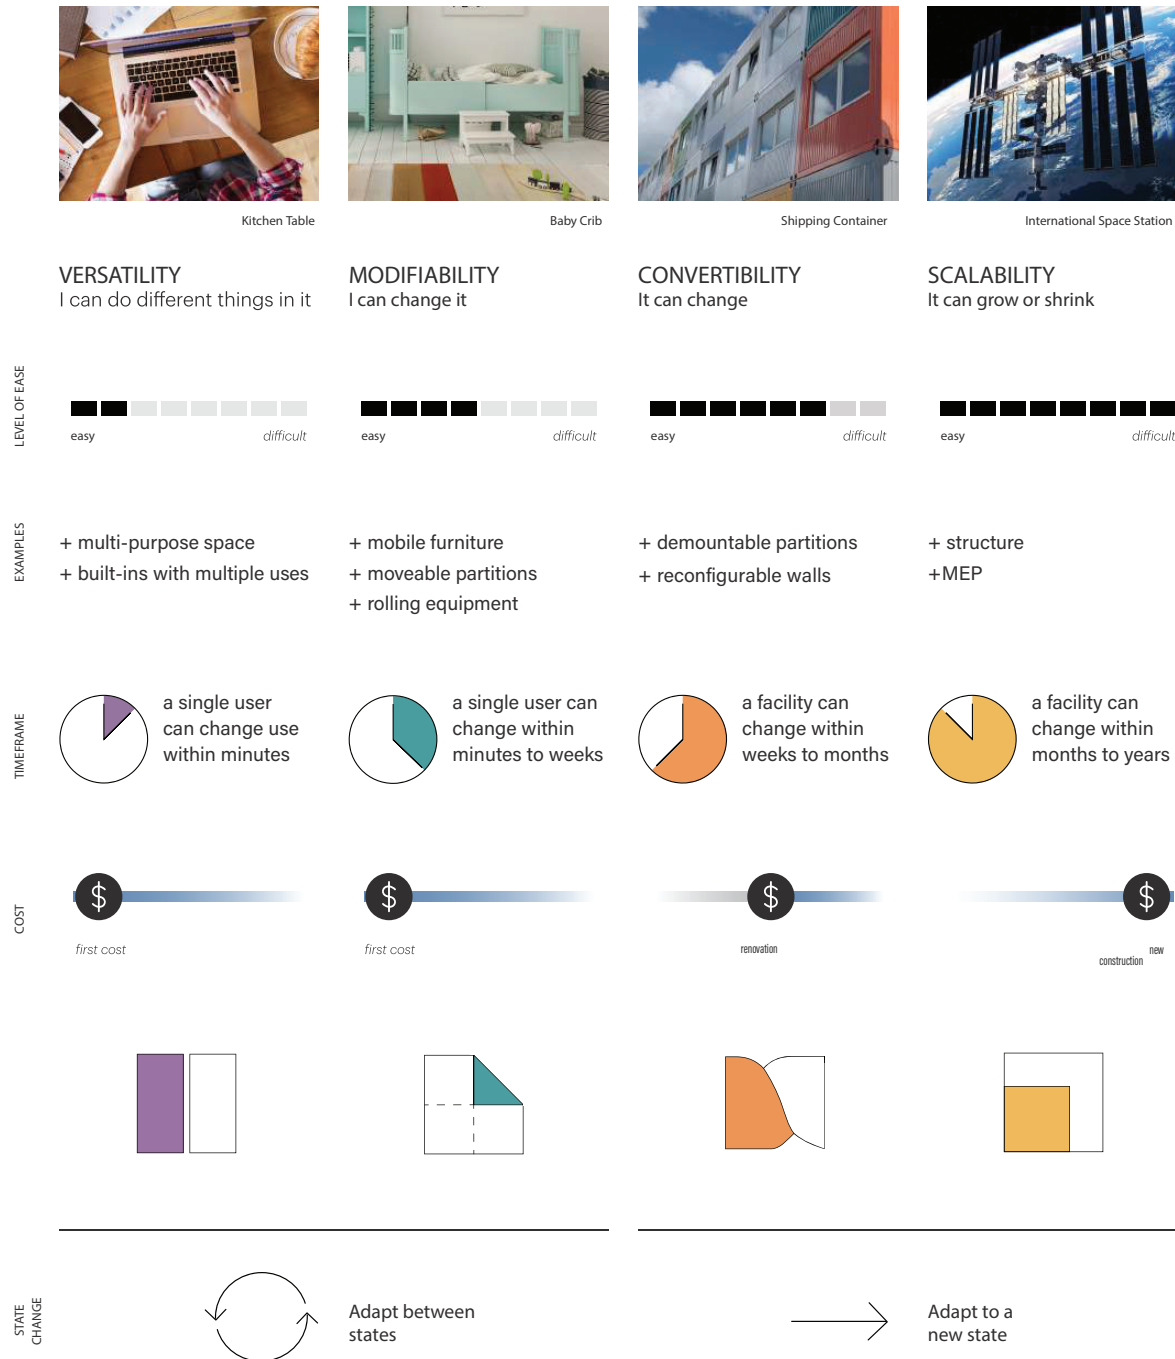 Kitchen Table
Baby Crib
Shipping Container
International Space Station
VERSATILITY
I can do different things in it
MODIFIABILITY
I can change it
CONVERTIBILITY
It can change
SCALABILITY
It can grow or shrink
LEVEL OF EASE
easy
difficult
easy
difficult
easy
difficult
easy
difficult
EXAMPLES
+ multi-purpose space
+ built-ins with multiple uses
+ mobile furniture
+ moveable partitions
+ rolling equipment
+ demountable partitions
+ reconfigurable walls
+ structure
+MEP
TIMEFRAME
a single user
can change use
within minutes
a single user can
change within
minutes to weeks
a facility can
change within
weeks to months
a facility can
change within
months to years
COST
$
first cost
$
first cost
$
renovation
$
new
construction
STATE
CHANGE
Adapt between
states
Adapt to a
new state